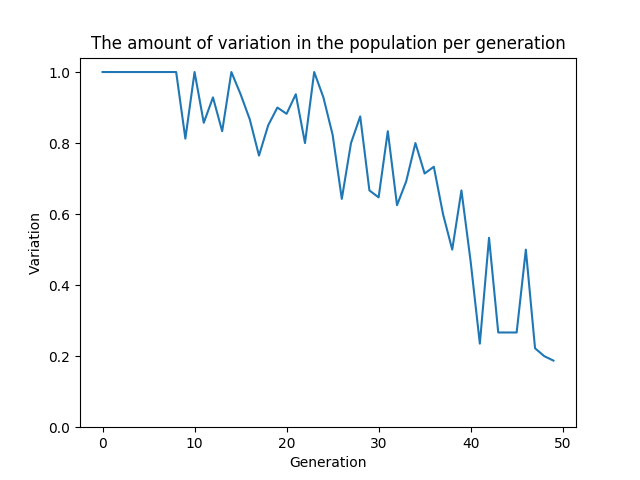 The amount of variation in the population per generation
1.0
0.8
0.6
0.4
0.2
0.0
Variation
0 10 20 30 40 50
Generation